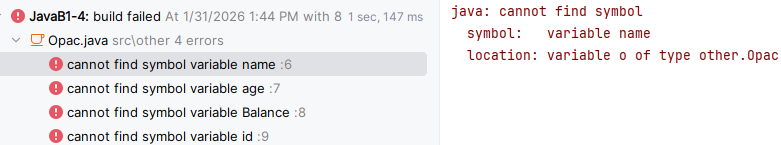 JavaB1-4: build failed At 1/31/2026 1:44 PM with 8 1 sec, 147 ms
Opac.java src\other 4 errors
cannot find symbol variable name :6
cannot find symbol variable age :7
cannot find symbol variable Balance :8
cannot find symbol variable id :9
java: cannot find symbol
symbol: variable name
location: variable o of type other.Opac